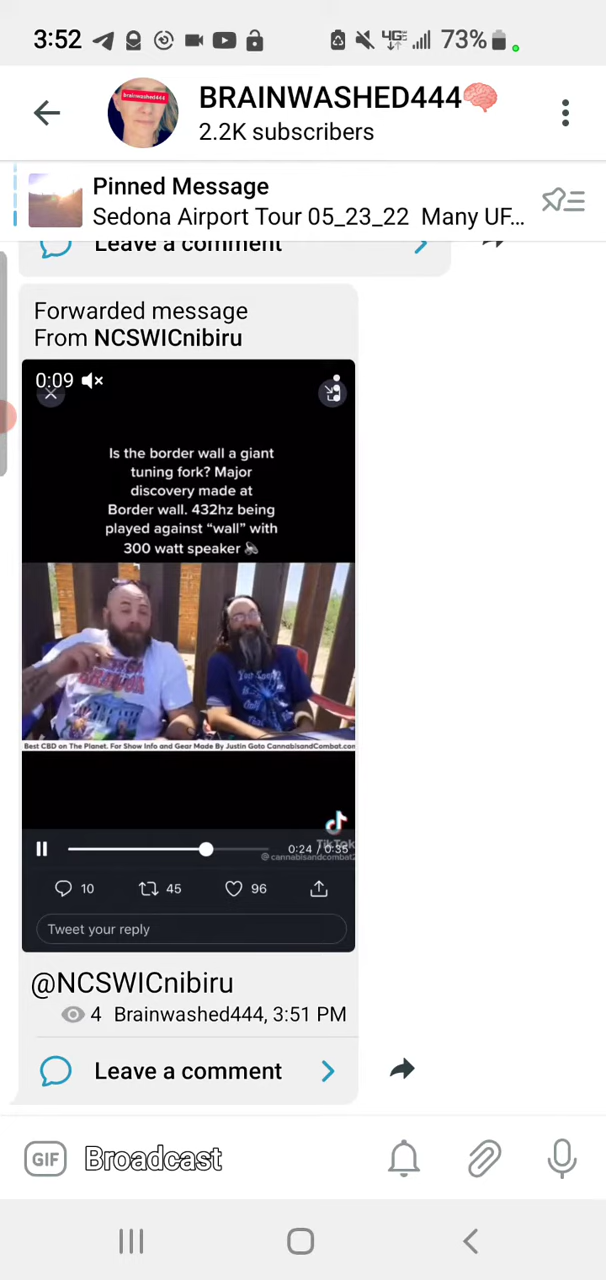 3:52
4GE 73%
brainwashed444
BRAINWASHED444🧠
2.2K subscribers
Pinned Message
Sedona Airport Tour 05_23_22 Many UF...
Leave a comment
Forwarded message
From NCSWICnibiru
0:09
Is the border wall a giant
tuning fork? Major
discovery made at
Border wall. 432hz being
played against “wall” with
300 watt speaker 🔊
Best CBD on The Planet. For Show Info and Gear Made By Justin Goto CannabisandCombat.com
TikTok
0:24 / 0:35
@cannabisandcombat2
10 45 96
Tweet your reply
@NCSWICnibiru
4 Brainwashed444, 3:51 PM
Leave a comment
GIF Broadcast